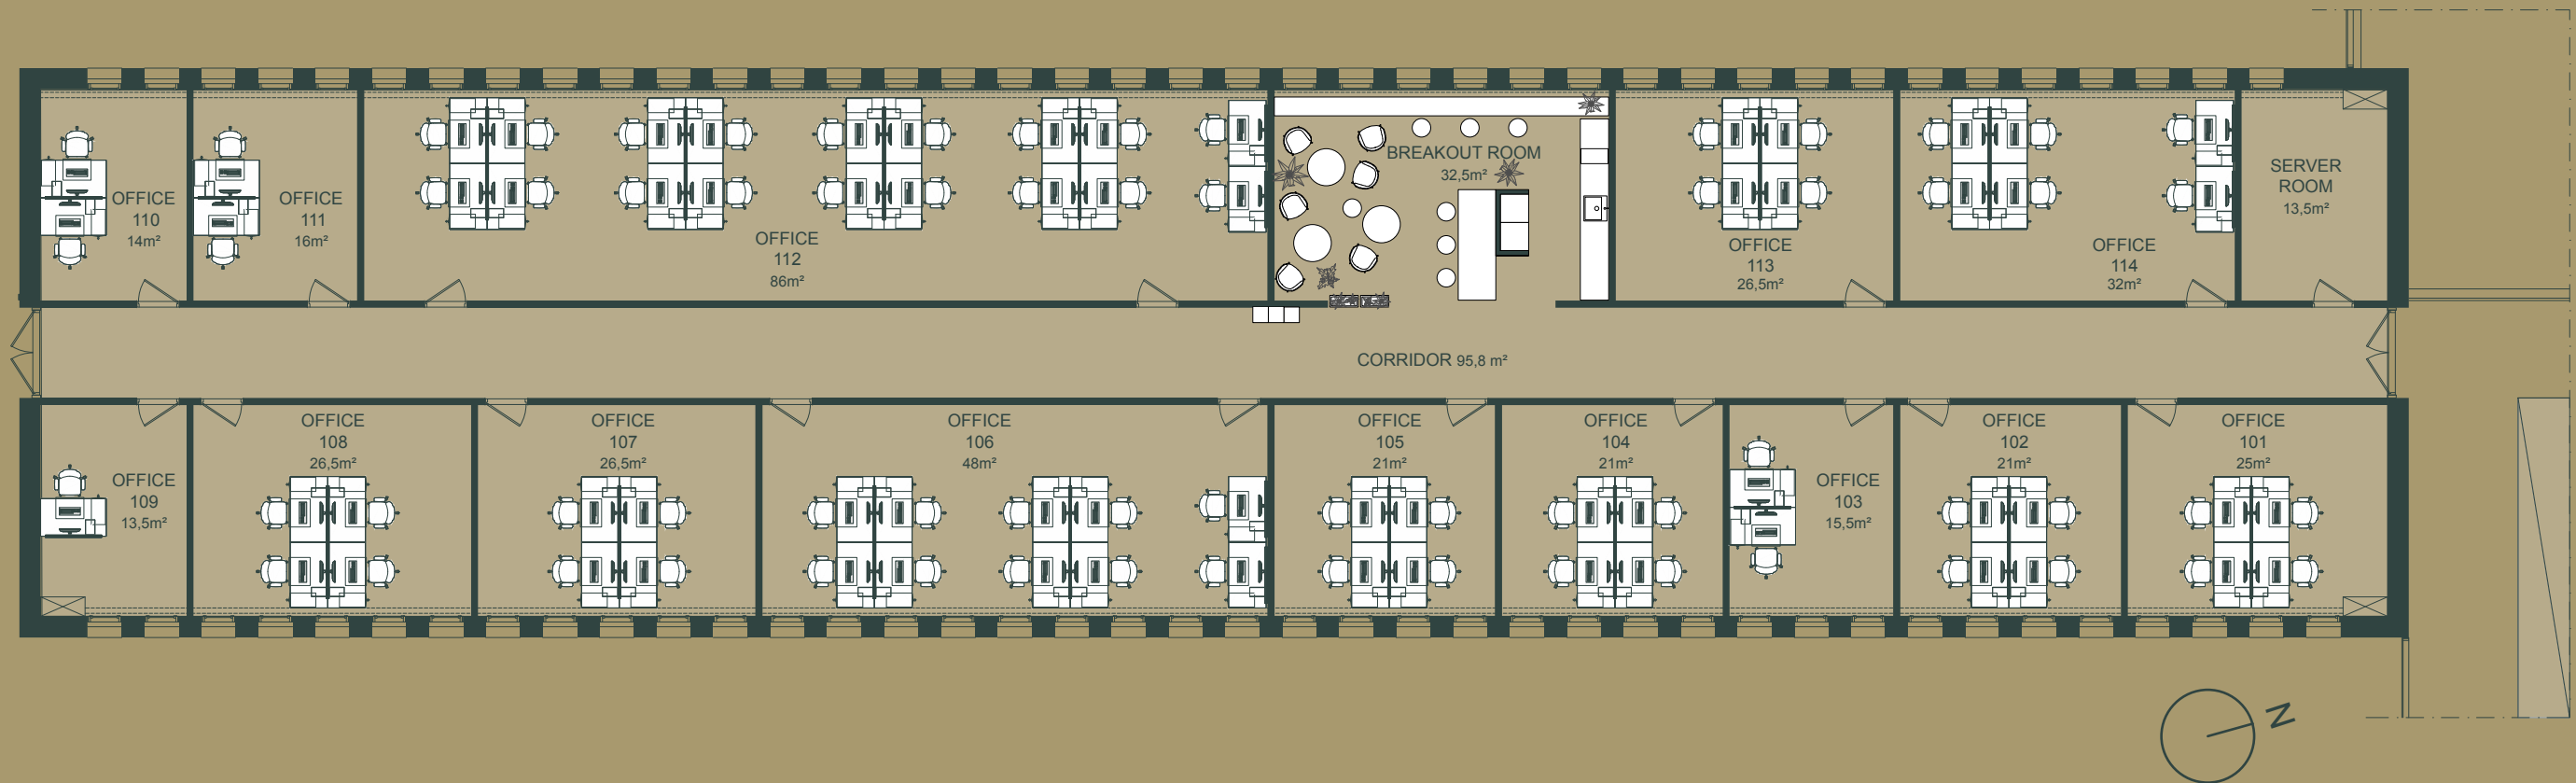 OFFICE
110
14m²
OFFICE
111
16m²
OFFICE
112
86m²
BREAKOUT ROOM
32,5m²
OFFICE
113
26,5m²
OFFICE
114
32m²
SERVER
ROOM
13,5m²
CORRIDOR 95,8 m²
OFFICE
109
13,5m²
OFFICE
108
26,5m²
OFFICE
107
26,5m²
OFFICE
106
48m²
OFFICE
105
21m²
OFFICE
104
21m²
OFFICE
103
15,5m²
OFFICE
102
21m²
OFFICE
101
25m²
N